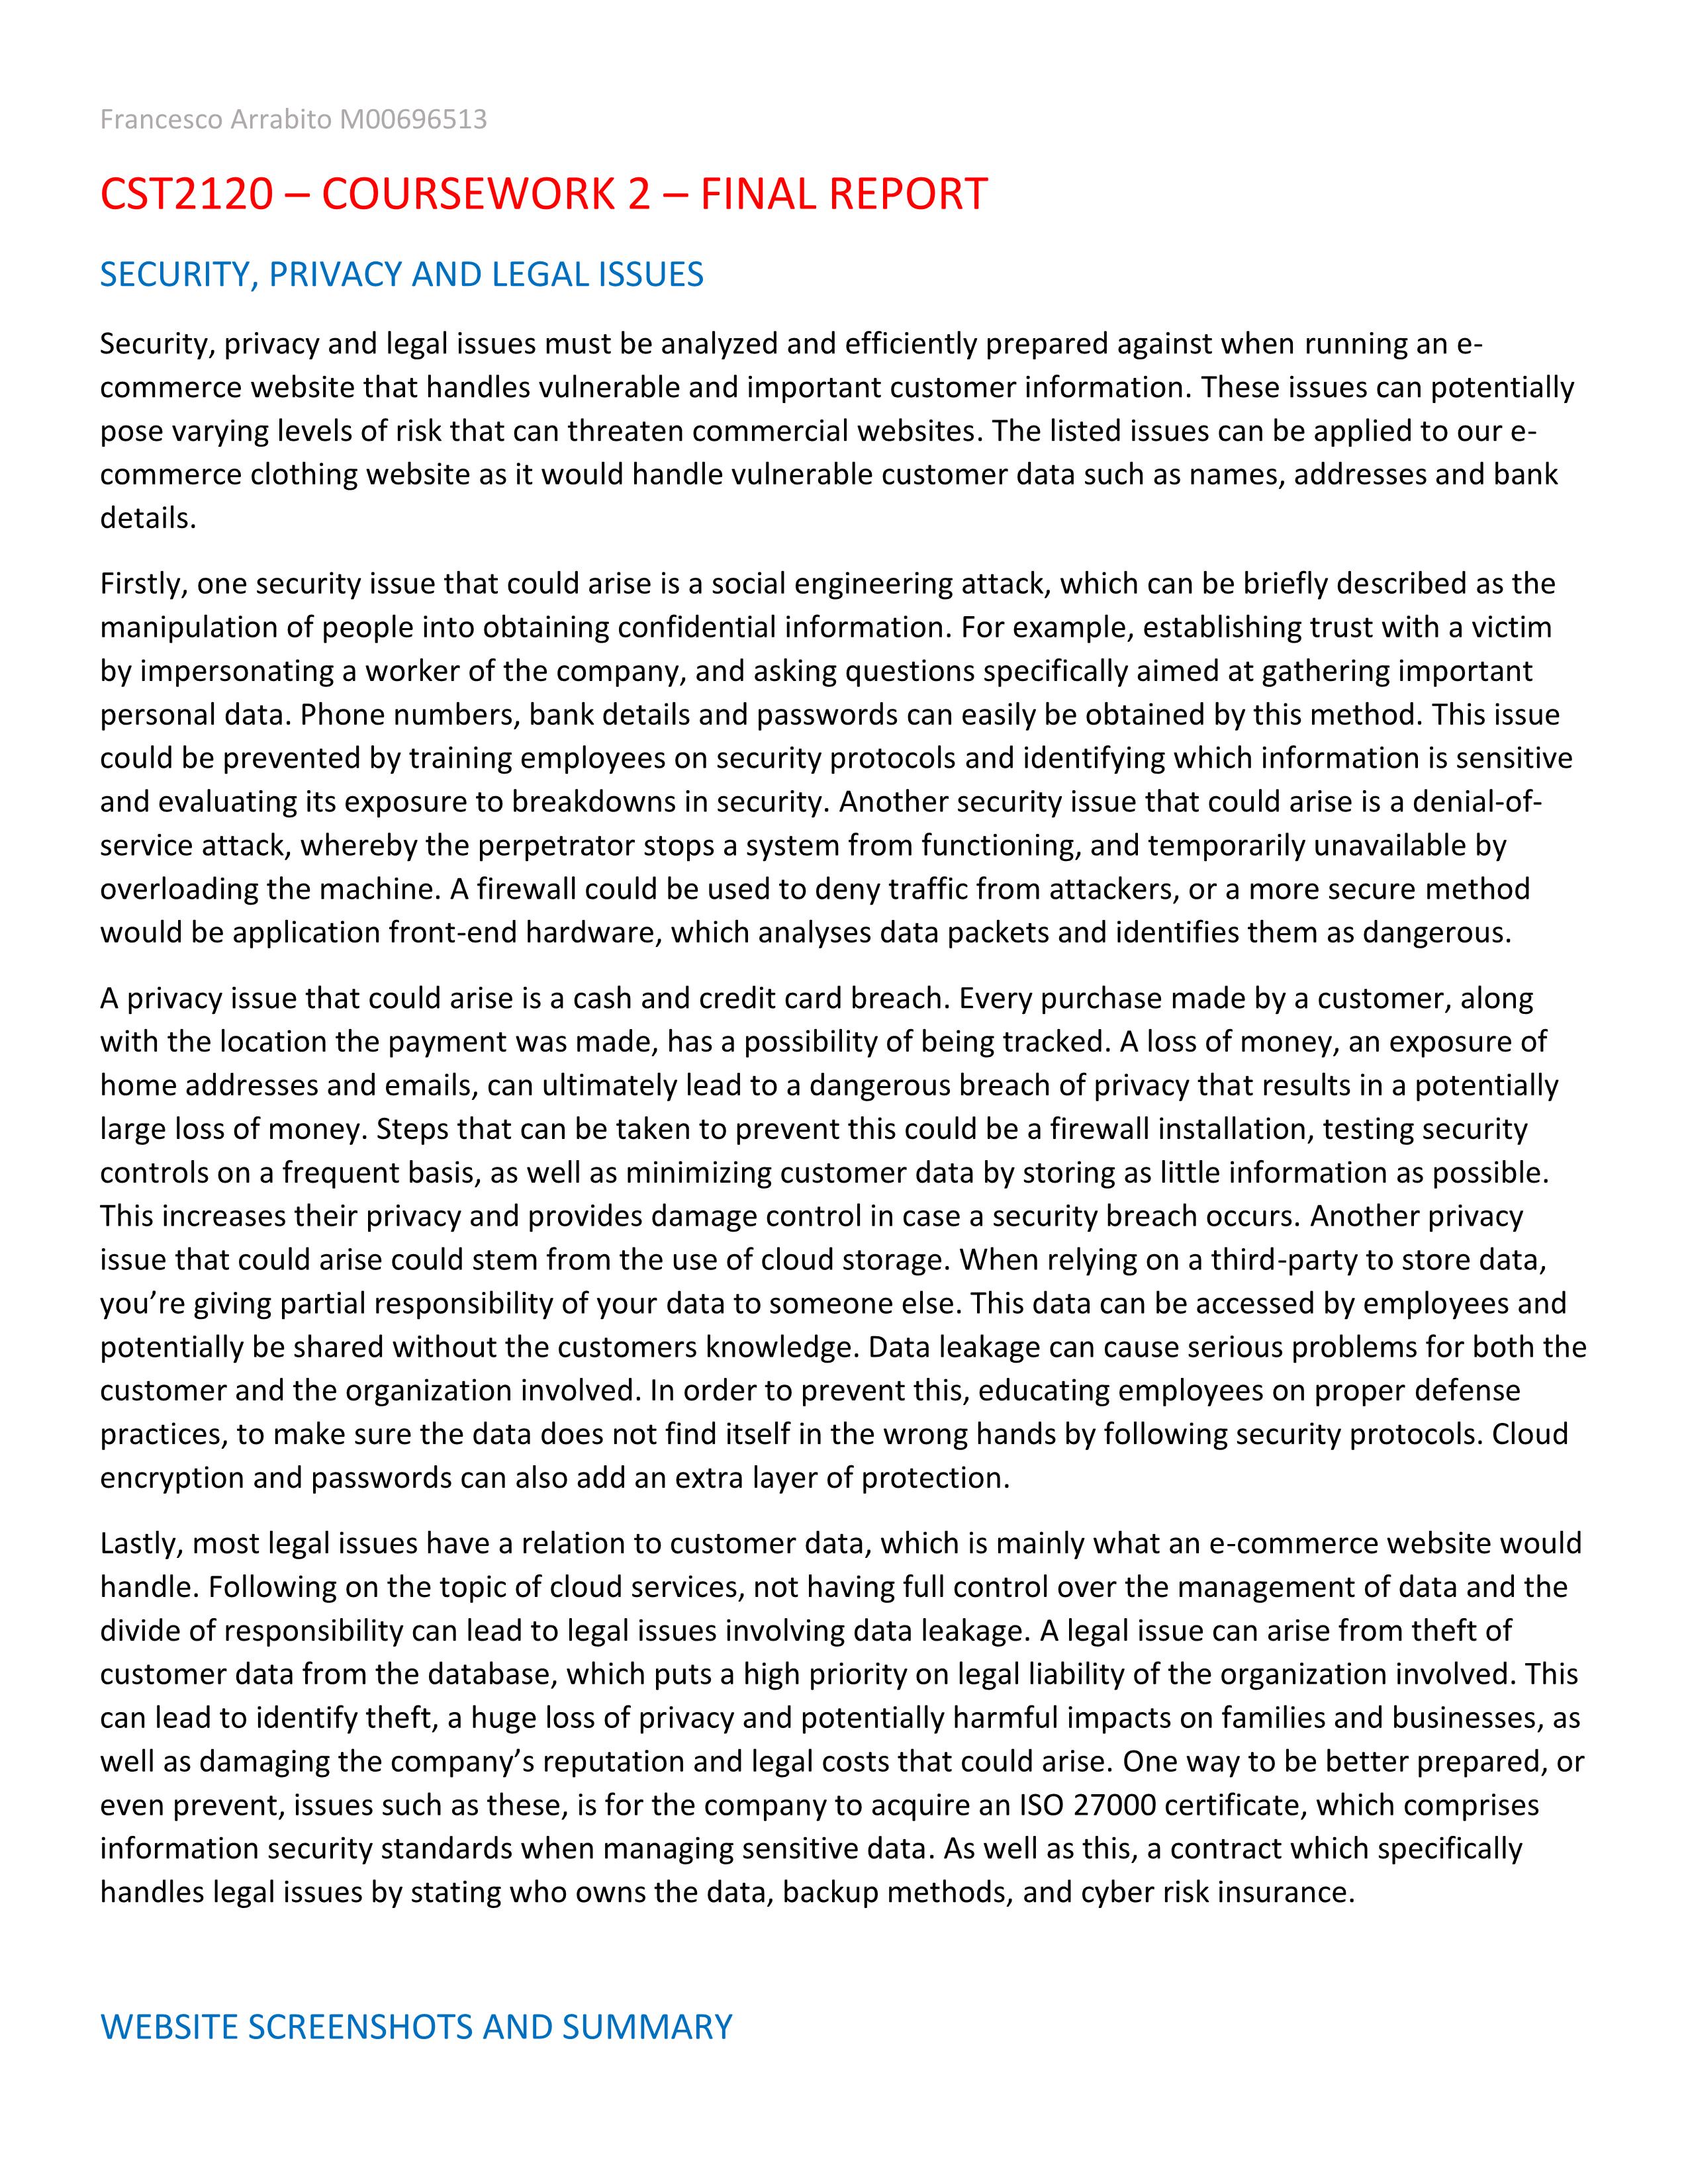 Francesco Arrabito M00696513
CST2120 – COURSEWORK 2 – FINAL REPORT
SECURITY, PRIVACY AND LEGAL ISSUES
Security, privacy and legal issues must be analyzed and efficiently prepared against when running an e-
commerce website that handles vulnerable and important customer information. These issues can potentially
pose varying levels of risk that can threaten commercial websites. The listed issues can be applied to our e-
commerce clothing website as it would handle vulnerable customer data such as names, addresses and bank
details.
Firstly, one security issue that could arise is a social engineering attack, which can be briefly described as the
manipulation of people into obtaining confidential information. For example, establishing trust with a victim
by impersonating a worker of the company, and asking questions specifically aimed at gathering important
personal data. Phone numbers, bank details and passwords can easily be obtained by this method. This issue
could be prevented by training employees on security protocols and identifying which information is sensitive
and evaluating its exposure to breakdowns in security. Another security issue that could arise is a denial-of-
service attack, whereby the perpetrator stops a system from functioning, and temporarily unavailable by
overloading the machine. A firewall could be used to deny traffic from attackers, or a more secure method
would be application front-end hardware, which analyses data packets and identifies them as dangerous.
A privacy issue that could arise is a cash and credit card breach. Every purchase made by a customer, along
with the location the payment was made, has a possibility of being tracked. A loss of money, an exposure of
home addresses and emails, can ultimately lead to a dangerous breach of privacy that results in a potentially
large loss of money. Steps that can be taken to prevent this could be a firewall installation, testing security
controls on a frequent basis, as well as minimizing customer data by storing as little information as possible.
This increases their privacy and provides damage control in case a security breach occurs. Another privacy
issue that could arise could stem from the use of cloud storage. When relying on a third-party to store data,
you’re giving partial responsibility of your data to someone else. This data can be accessed by employees and
potentially be shared without the customers knowledge. Data leakage can cause serious problems for both the
customer and the organization involved. In order to prevent this, educating employees on proper defense
practices, to make sure the data does not find itself in the wrong hands by following security protocols. Cloud
encryption and passwords can also add an extra layer of protection.
Lastly, most legal issues have a relation to customer data, which is mainly what an e-commerce website would
handle. Following on the topic of cloud services, not having full control over the management of data and the
divide of responsibility can lead to legal issues involving data leakage. A legal issue can arise from theft of
customer data from the database, which puts a high priority on legal liability of the organization involved. This
can lead to identify theft, a huge loss of privacy and potentially harmful impacts on families and businesses, as
well as damaging the company’s reputation and legal costs that could arise. One way to be better prepared, or
even prevent, issues such as these, is for the company to acquire an ISO 27000 certificate, which comprises
information security standards when managing sensitive data. As well as this, a contract which specifically
handles legal issues by stating who owns the data, backup methods, and cyber risk insurance.
WEBSITE SCREENSHOTS AND SUMMARY